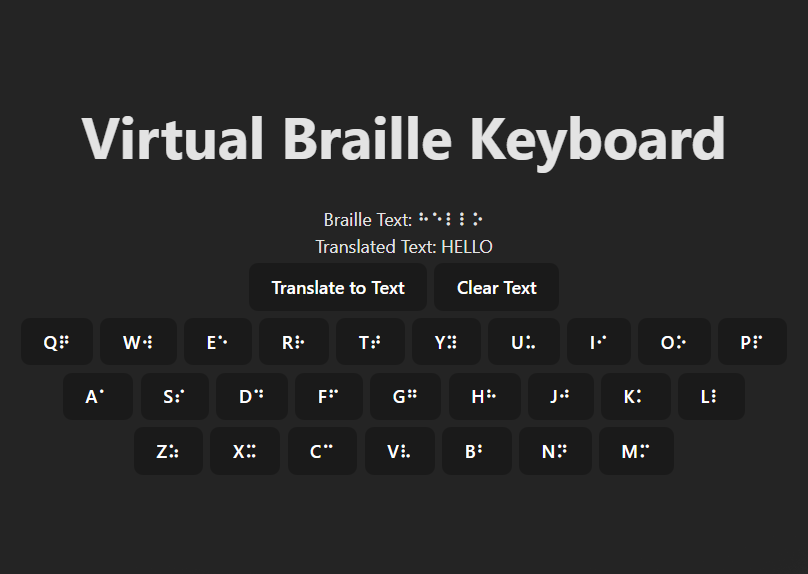 Virtual Braille Keyboard
Braille Text: ⠓⠑⠇⠇⠕
Translated Text: HELLO
Translate to Text Clear Text
Q⠟ W⠺ E⠑ R⠗ T⠞ Y⠽ U⠥ I⠊ O⠕ P⠏
A⠁ S⠎ D⠙ F⠋ G⠛ H⠓ J⠚ K⠅ L⠇
Z⠵ X⠭ C⠉ V⠧ B⠃ N⠝ M⠍